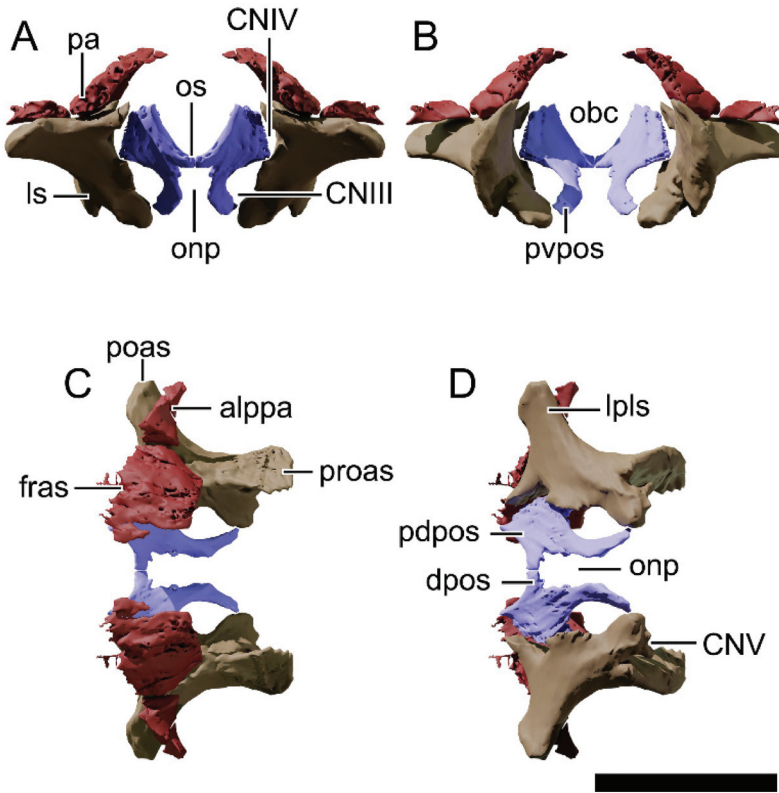 A
pa
CNIV
os
ls
CNIII
onp
B
obc
pvpos
C
poas
alppa
fras
proas
D
lpls
pdpos
onp
dpos
CNV